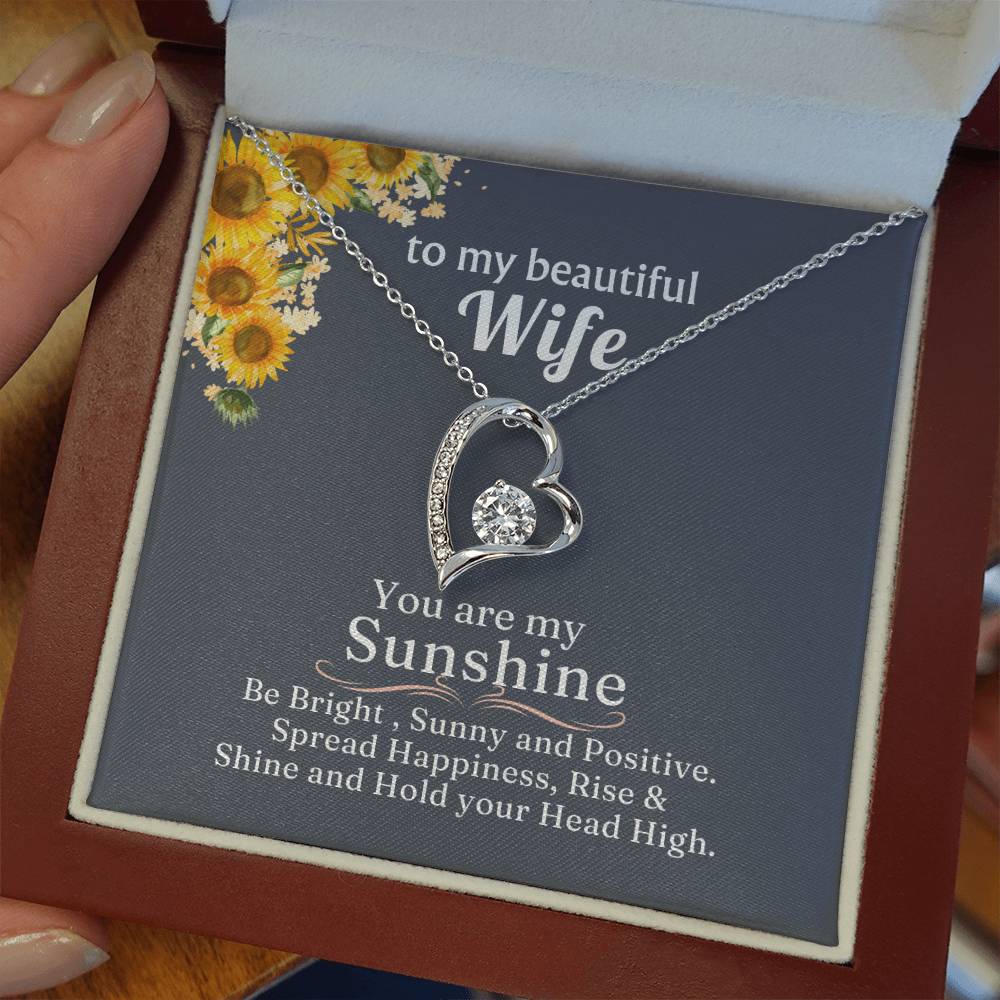 to my beautiful
Wife
You are my
Sunshine
Be Bright , Sunny and Positive.
Spread Happiness, Rise &
Shine and Hold your Head High.